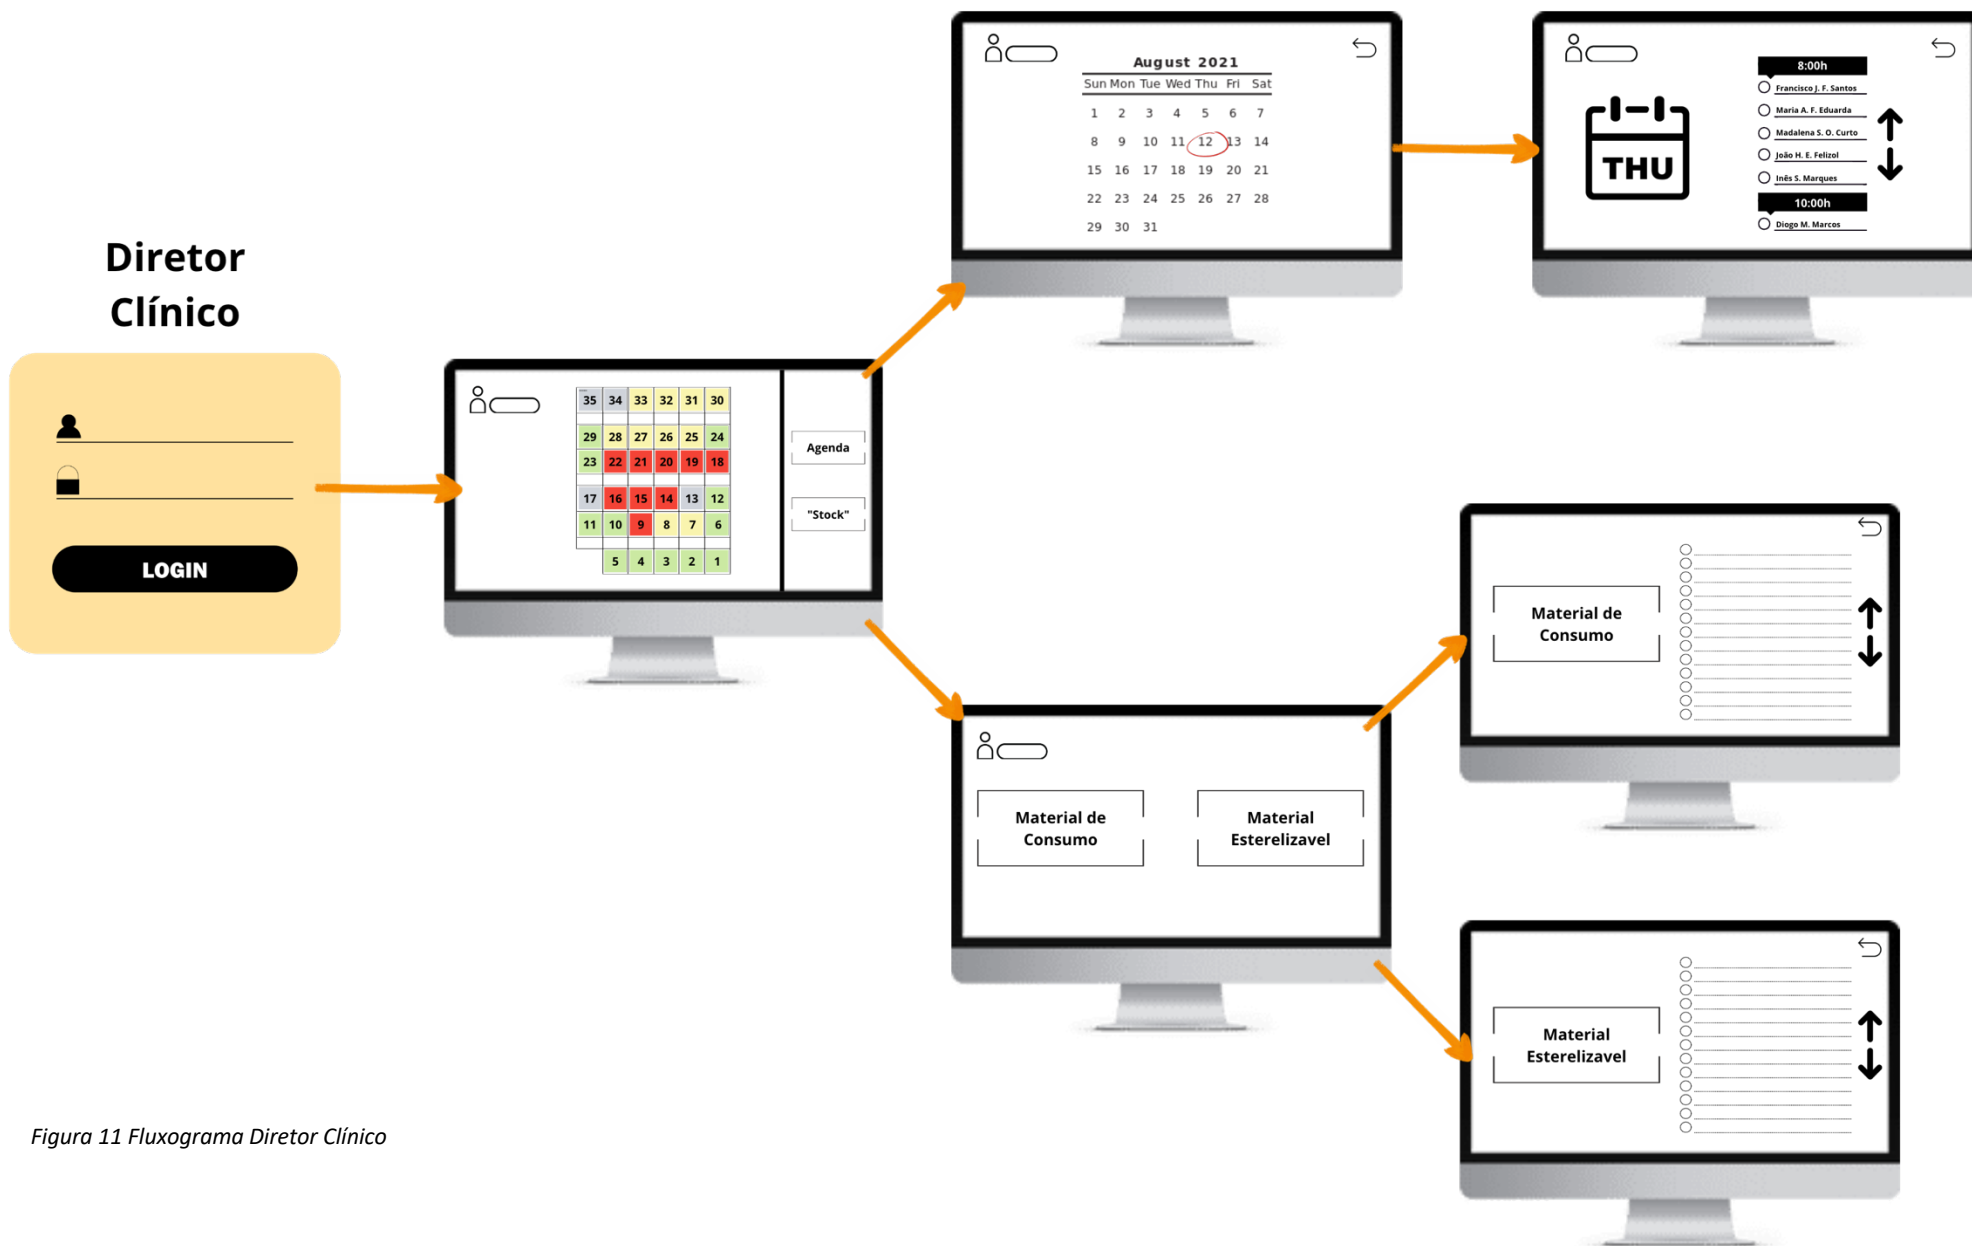 Diretor
Clínico
LOGIN
35 34 33 32 31 30
29 28 27 26 25 24
23 22 21 20 19 18
17 16 15 14 13 12
11 10 9 8 7 6
5 4 3 2 1
Agenda
"Stock"
August 2021
Sun Mon Tue Wed Thu Fri Sat
1 2 3 4 5 6 7
8 9 10 11 12 13 14
15 16 17 18 19 20 21
22 23 24 25 26 27 28
29 30 31
THU
8:00h
Francisco J. F. Santos
Maria A. F. Eduarda
Madalena S. O. Curto
João H. E. Felizol
Inês S. Marques
10:00h
Diogo M. Marcos
Material de
Consumo
Material
Esterelizavel
Material de
Consumo
Material
Esterelizavel
Figura 11 Fluxograma Diretor Clínico